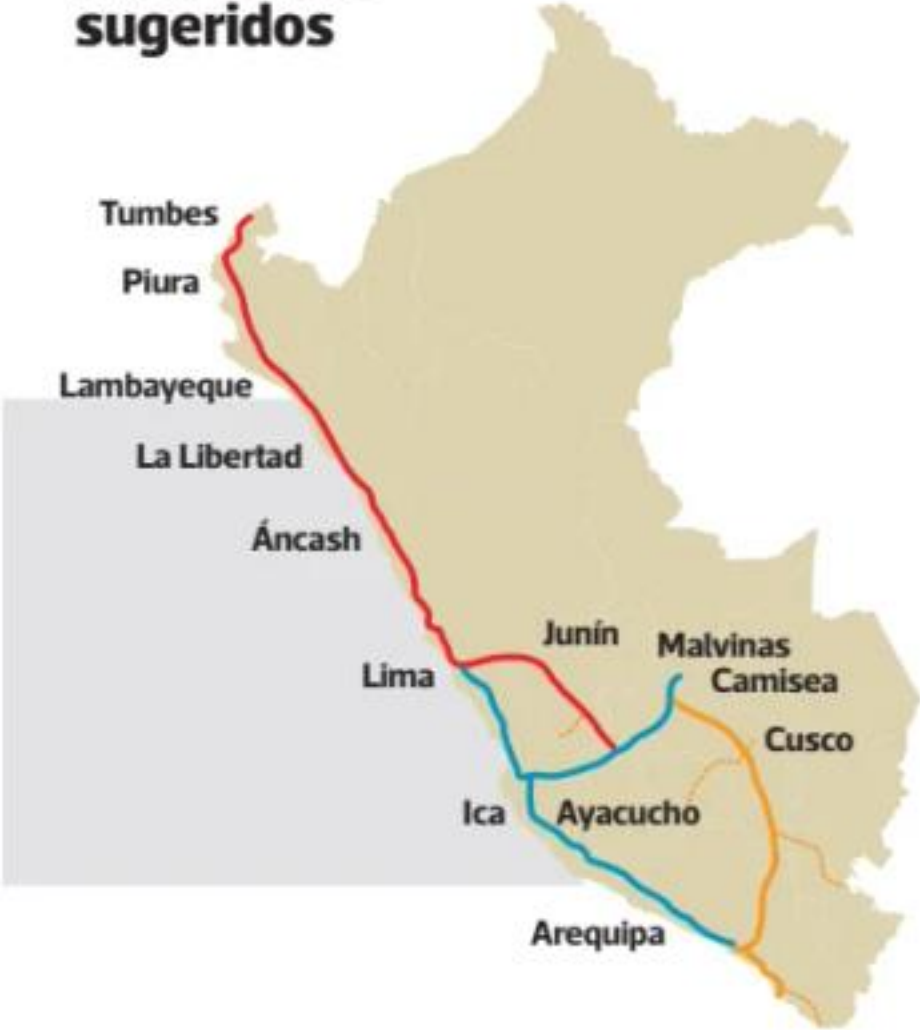 sugeridos
Tumbes
Piura
Lambayeque
La Libertad
Áncash
Junín
Malvinas
Lima
Camisea
Cusco
Ica
Ayacucho
Arequipa